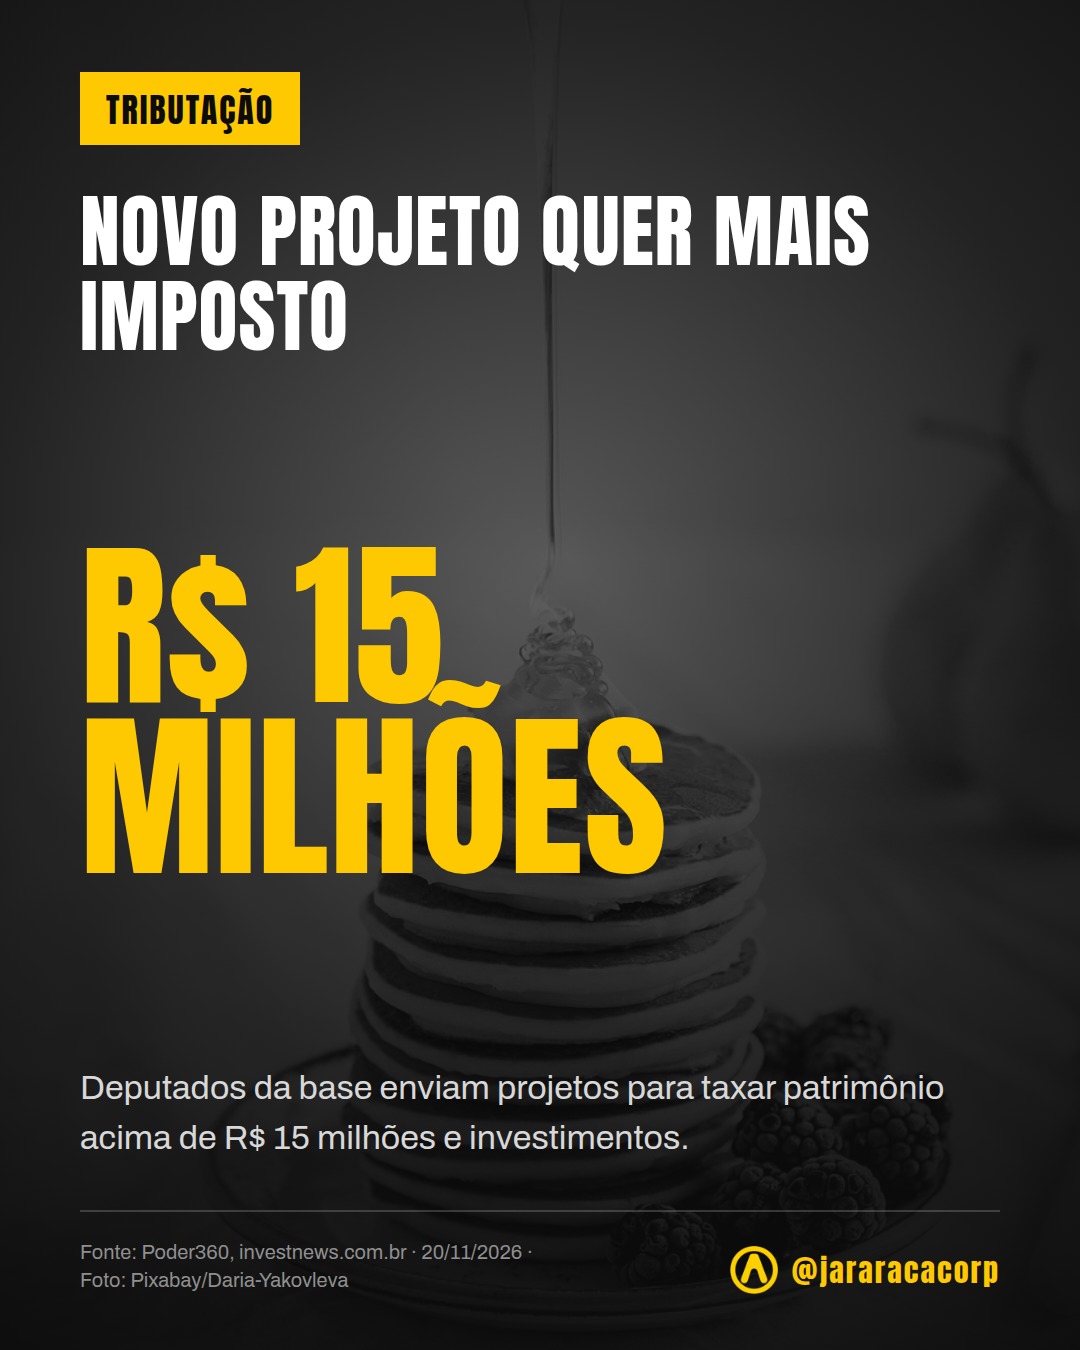 TRIBUTAÇÃO
NOVO PROJETO QUER MAIS
IMPOSTO
R$ 15
MILHÕES
Deputados da base enviam projetos para taxar patrimônio
acima de R$ 15 milhões e investimentos.
Fonte: Poder360, investnews.com.br · 20/11/2026 ·
Foto: Pixabay/Daria-Yakovleva
@jararacacorp